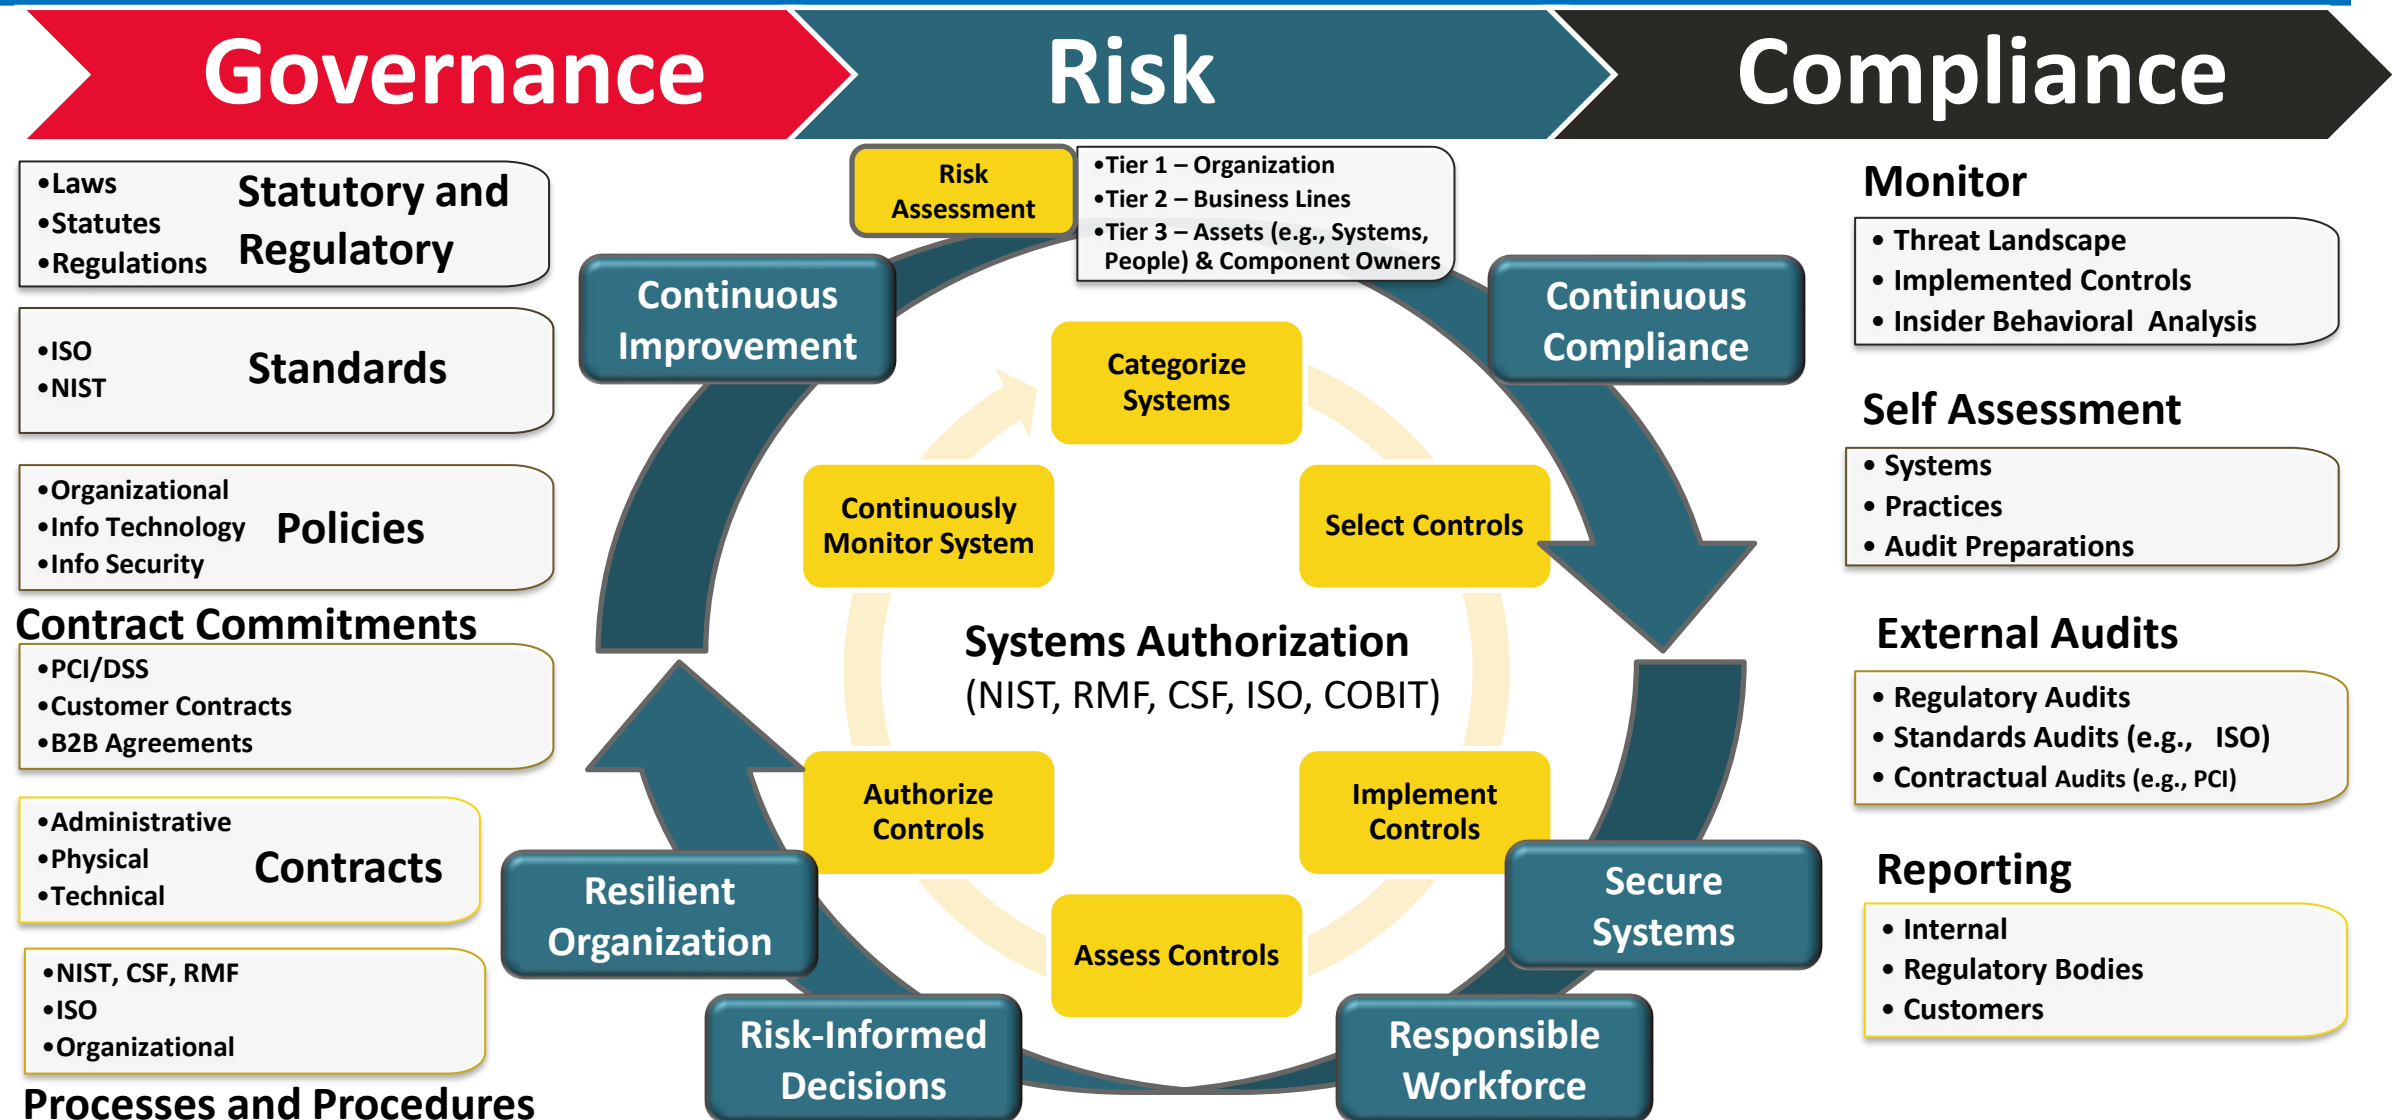 Governance
Risk
Compliance
•Laws
•Statutes
•Regulations
Statutory and
Regulatory
•ISO
•NIST
Standards
•Organizational
•Info Technology
•Info Security
Policies
Contract Commitments
•PCI/DSS
•Customer Contracts
•B2B Agreements
•Administrative
•Physical
•Technical
Contracts
•NIST, CSF, RMF
•ISO
•Organizational
Processes and Procedures
Risk
Assessment
•Tier 1 – Organization
•Tier 2 – Business Lines
•Tier 3 – Assets (e.g., Systems,
People) & Component Owners
Continuous
Improvement
Continuous
Compliance
Categorize
Systems
Continuously
Monitor System
Select Controls
Systems Authorization
(NIST, RMF, CSF, ISO, COBIT)
Authorize
Controls
Implement
Controls
Assess Controls
Resilient
Organization
Secure
Systems
Risk-Informed
Decisions
Responsible
Workforce
Monitor
• Threat Landscape
• Implemented Controls
• Insider Behavioral Analysis
Self Assessment
• Systems
• Practices
• Audit Preparations
External Audits
• Regulatory Audits
• Standards Audits (e.g., ISO)
• Contractual Audits (e.g., PCI)
Reporting
• Internal
• Regulatory Bodies
• Customers